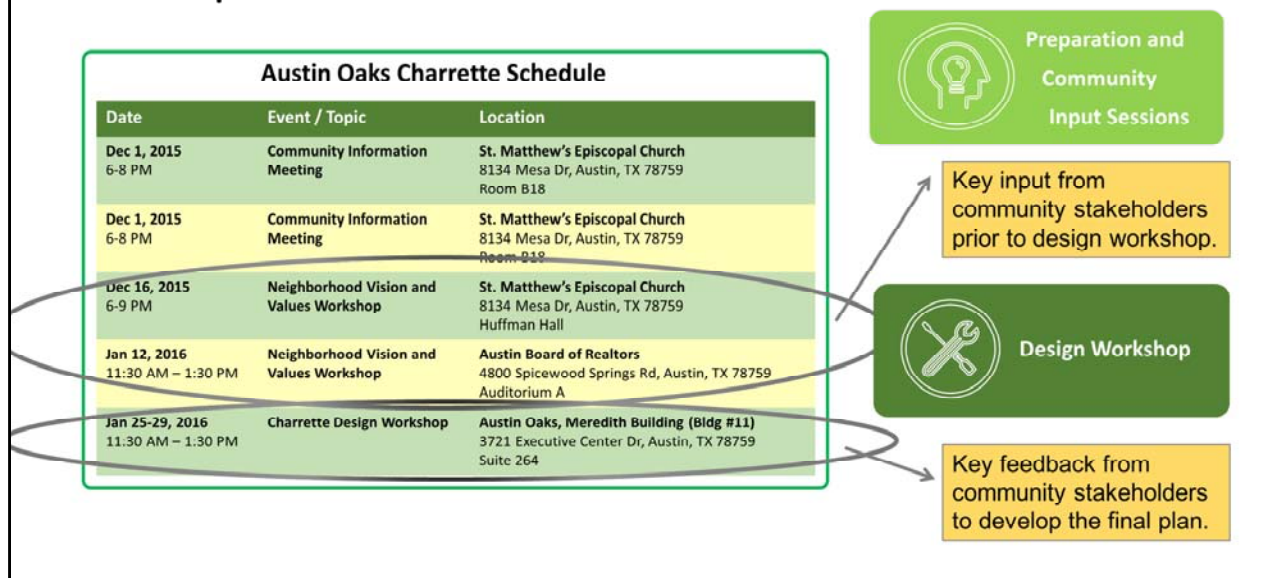 Austin Oaks Charrette Schedule
Date Event / Topic Location
Dec 1, 2015 Community Information St. Matthew's Episcopal Church
6-8 PM Meeting 8134 Mesa Dr, Austin, TX 78759
Room B18
Dec 1, 2015 Community Information St. Matthew's Episcopal Church
6-8 PM Meeting 8134 Mesa Dr, Austin, TX 78759
Room B18
Dec 16, 2015 Neighborhood Vision and St. Matthew's Episcopal Church
6-9 PM Values Workshop 8134 Mesa Dr, Austin, TX 78759
Huffman Hall
Jan 12, 2016 Neighborhood Vision and Austin Board of Realtors
11:30 AM – 1:30 PM Values Workshop 4800 Spicewood Springs Rd, Austin, TX 78759
Auditorium A
Jan 25-29, 2016 Charrette Design Workshop Austin Oaks, Meredith Building (Bldg #11)
11:30 AM – 1:30 PM 3721 Executive Center Dr, Austin, TX 78759
Suite 264
Preparation and
Community
Input Sessions
Key input from
community stakeholders
prior to design workshop.
Design Workshop
Key feedback from
community stakeholders
to develop the final plan.